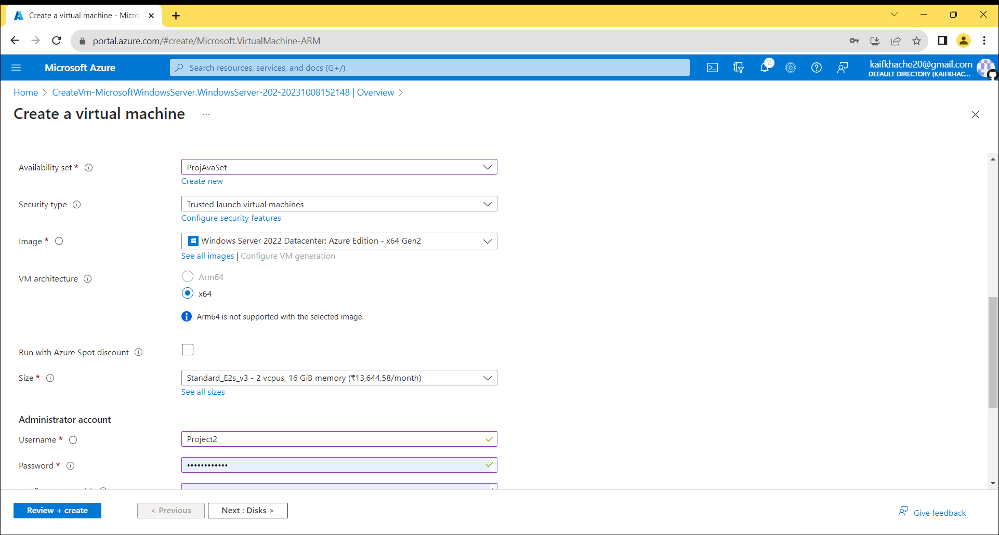 Create a virtual machine - Micro
portal.azure.com/#create/Microsoft.VirtualMachine-ARM
Microsoft Azure
Search resources, services, and docs (G+/)
2
kaifkhache20@gmail.com
DEFAULT DIRECTORY (KAIFKHAC...
Home > CreateVm-MicrosoftWindowsServer.WindowsServer-202-20231008152148 | Overview >
Create a virtual machine ...
Availability set *
ProjAvaSet
Create new
Security type
Trusted launch virtual machines
Configure security features
Image *
Windows Server 2022 Datacenter: Azure Edition - x64 Gen2
See all images | Configure VM generation
VM architecture
Arm64
x64
Arm64 is not supported with the selected image.
Run with Azure Spot discount
Size *
Standard_E2s_v3 - 2 vcpus, 16 GiB memory (₹13,644.58/month)
See all sizes
Administrator account
Username *
Project2
Password *
••••••••••••
Review + create
< Previous
Next : Disks >
Give feedback